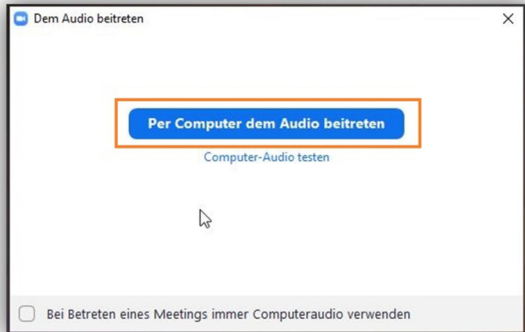 Dem Audio beitreten
Per Computer dem Audio beitreten
Computer-Audio testen
Bei Betreten eines Meetings immer Computeraudio verwenden